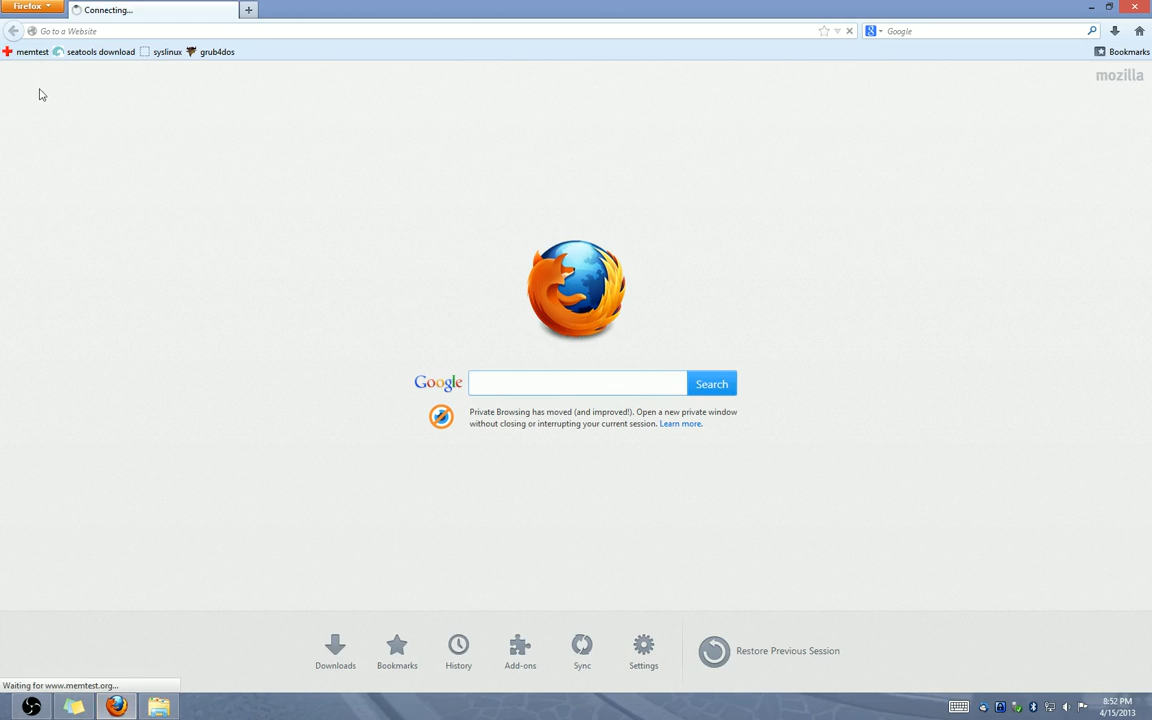 Firefox
Connecting...
Go to a Website
Google
memtest
seatools download
syslinux
grub4dos
Bookmarks
mozilla
Google
Search
Private Browsing has moved (and improved!). Open a new private window
without closing or interrupting your current session. Learn more.
Downloads
Bookmarks
History
Add-ons
Sync
Settings
Restore Previous Session
Waiting for www.memtest.org...
8:52 PM
4/15/2013